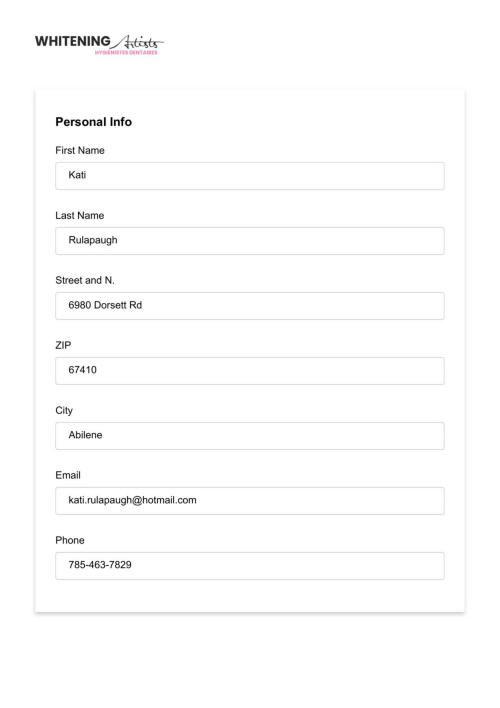 WHITENING Artists
HYGIÉNISTES DENTAIRES
Personal Info
First Name
Kati
Last Name
Rulapaugh
Street and N.
6980 Dorsett Rd
ZIP
67410
City
Abilene
Email
kati.rulapaugh@hotmail.com
Phone
785-463-7829